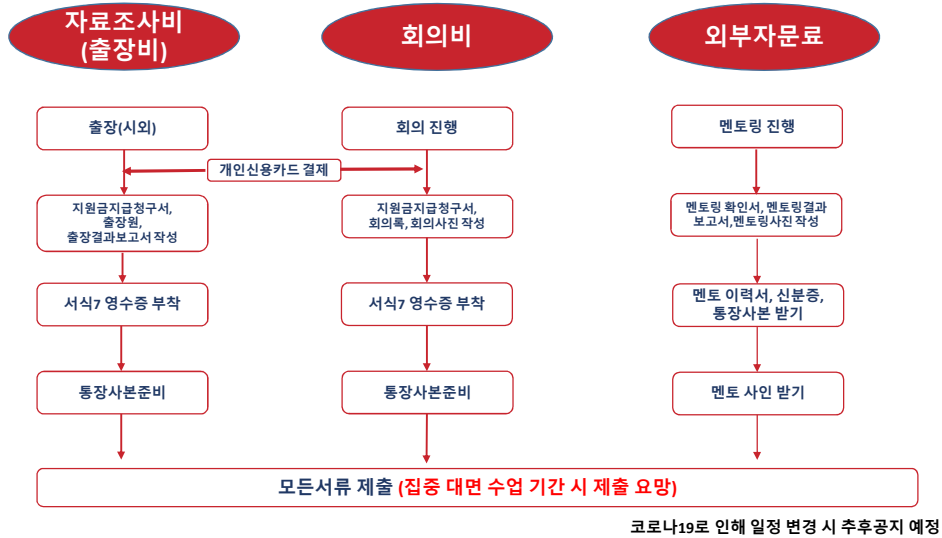 자료조사비
(출장비)
회의비
외부자문료
출장(시외)
회의 진행
멘토링 진행
개인신용카드 결제
지원금지급청구서,
출장원,
출장결과보고서 작성
지원금지급청구서,
회의록, 회의사진 작성
멘토링 확인서, 멘토링결과
보고서,멘토링사진 작성
서식7 영수증 부착
서식7 영수증 부착
멘토 이력서, 신분증,
통장사본 받기
통장사본준비
통장사본준비
멘토 사인 받기
모든서류 제출 (집중 대면 수업 기간 시 제출 요망)
코로나19로 인해 일정 변경 시 추후공지 예정